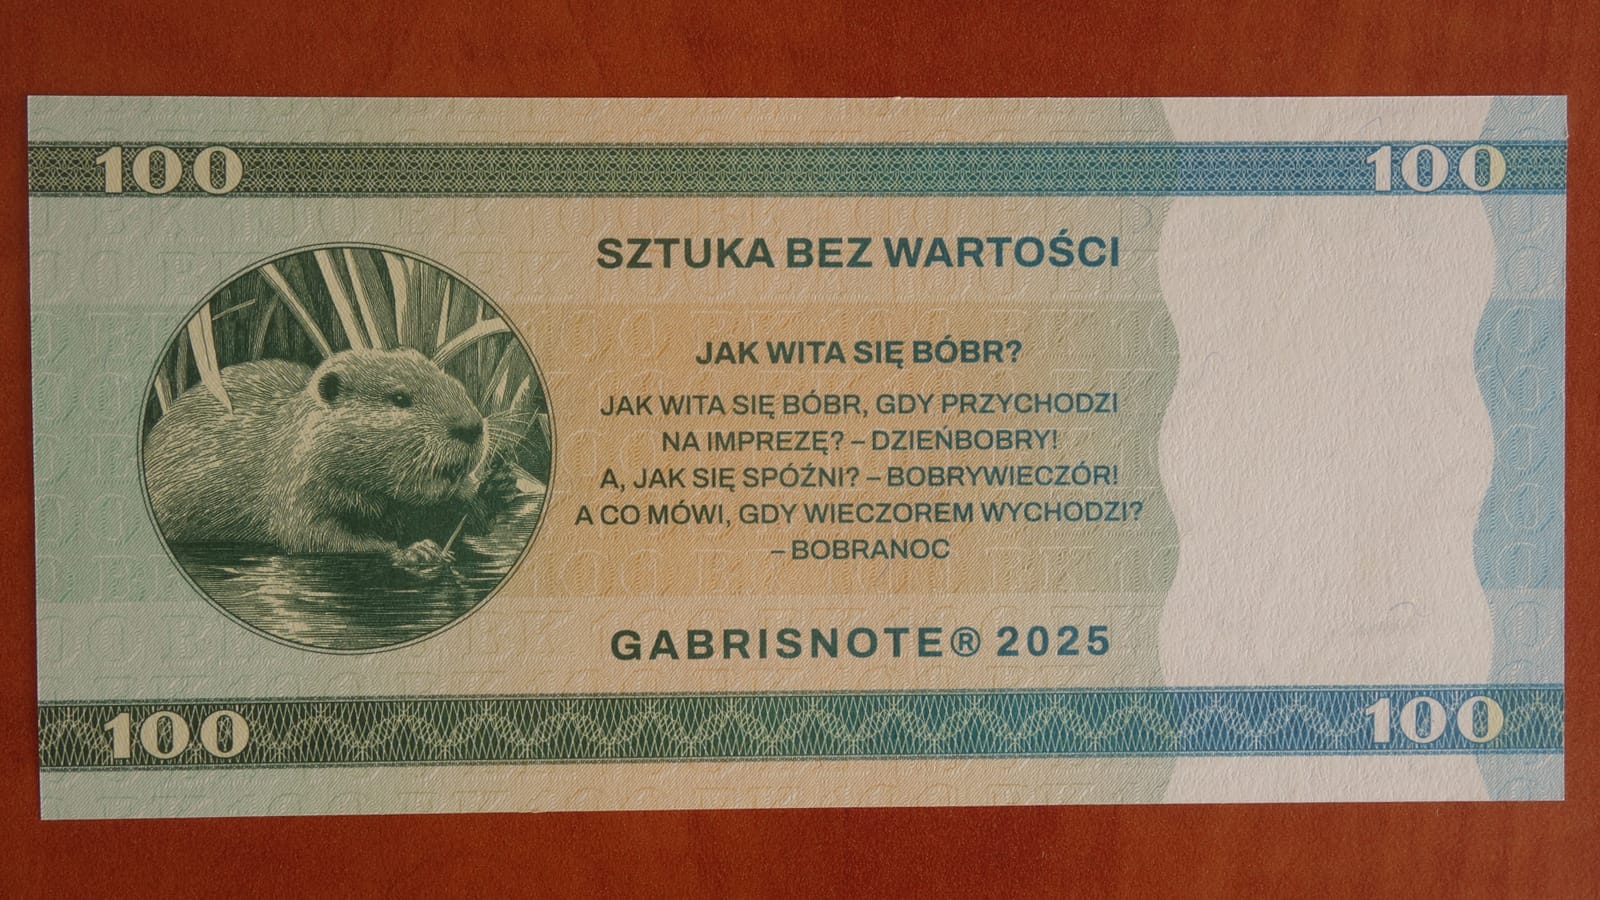 100
100
SZTUKA BEZ WARTOŚCI
JAK WITA SIĘ BÓBR?
JAK WITA SIĘ BÓBR, GDY PRZYCHODZI
NA IMPREZĘ? – DZIEŃBOBRY!
A, JAK SIĘ SPÓŹNI? – BOBRYWIECZÓR!
A CO MÓWI, GDY WIECZOREM WYCHODZI?
– BOBRANOC
GABRISNOTE® 2025
100
100